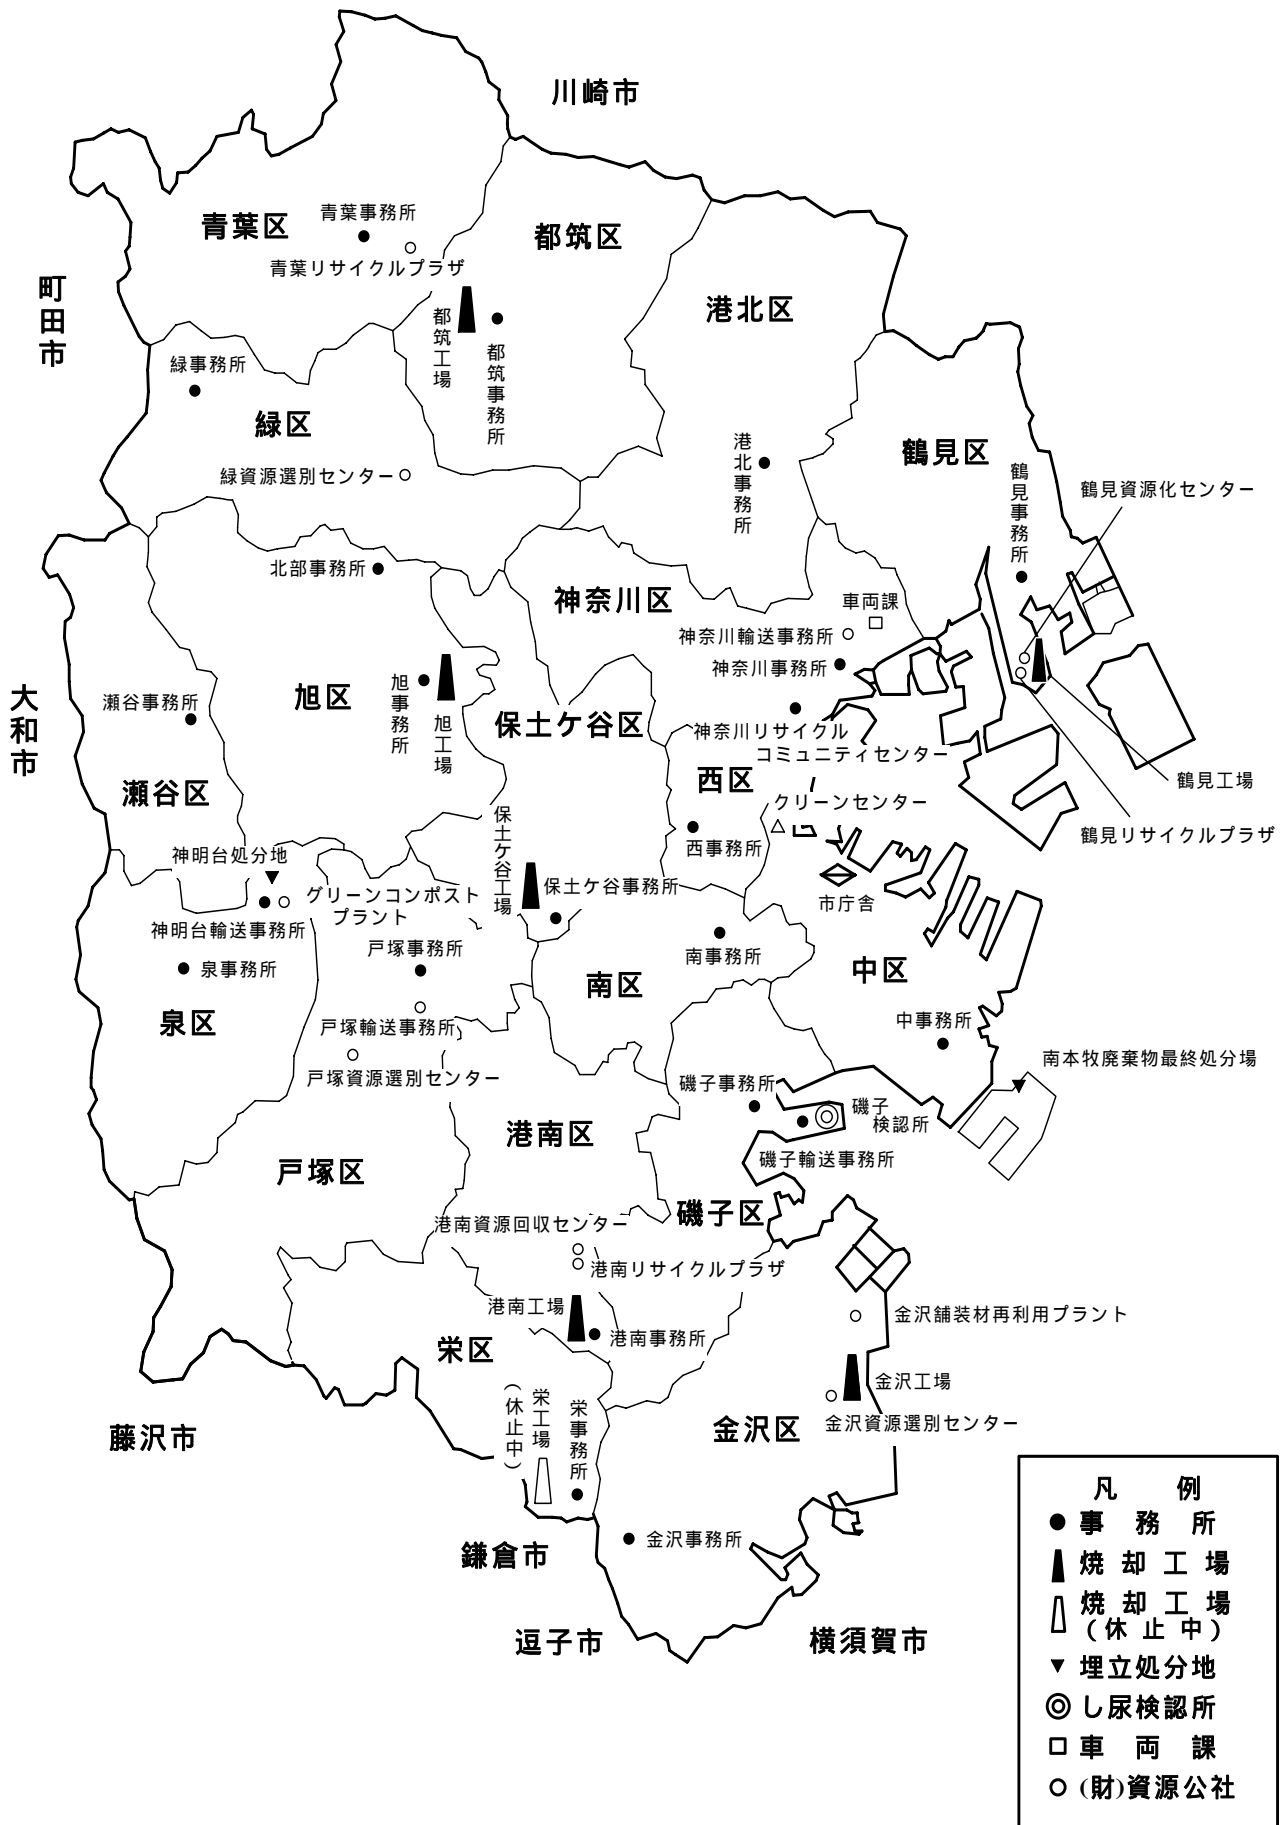 川崎市
青葉区
青葉事務所
青葉リサイクルプラザ
都筑区
都筑工場
都筑事務所
港北区
港北事務所
町田市
緑事務所
緑区
緑資源選別センター
鶴見区
鶴見事務所
鶴見資源化センター
北部事務所
神奈川区
車両課
神奈川輸送事務所
神奈川事務所
神奈川リサイクル
コミュニティセンター
大和市
瀬谷事務所
瀬谷区
旭区
旭事務所
旭工場
保土ケ谷区
西区
クリーンセンター
西事務所
鶴見工場
鶴見リサイクルプラザ
保土ケ谷工場
保土ケ谷事務所
市庁舎
神明台処分地
グリーンコンポスト
プラント
神明台輸送事務所
泉事務所
泉区
戸塚事務所
戸塚輸送事務所
戸塚資源選別センター
南区
南事務所
中区
中事務所
南本牧廃棄物最終処分場
磯子事務所
磯子
検認所
磯子輸送事務所
港南区
戸塚区
磯子区
港南資源回収センター
港南リサイクルプラザ
港南工場
港南事務所
栄区
金沢舗装材再利用プラント
金沢工場
金沢資源選別センター
金沢区
藤沢市
栄工場
(休止中)
栄事務所
金沢事務所
鎌倉市
逗子市
横須賀市
凡 例
● 事 務 所
焼 却 工 場
焼 却 工 場
(休 止 中)
▼ 埋立処分地
◎ し尿検認所
□ 車 両 課
○ (財)資源公社